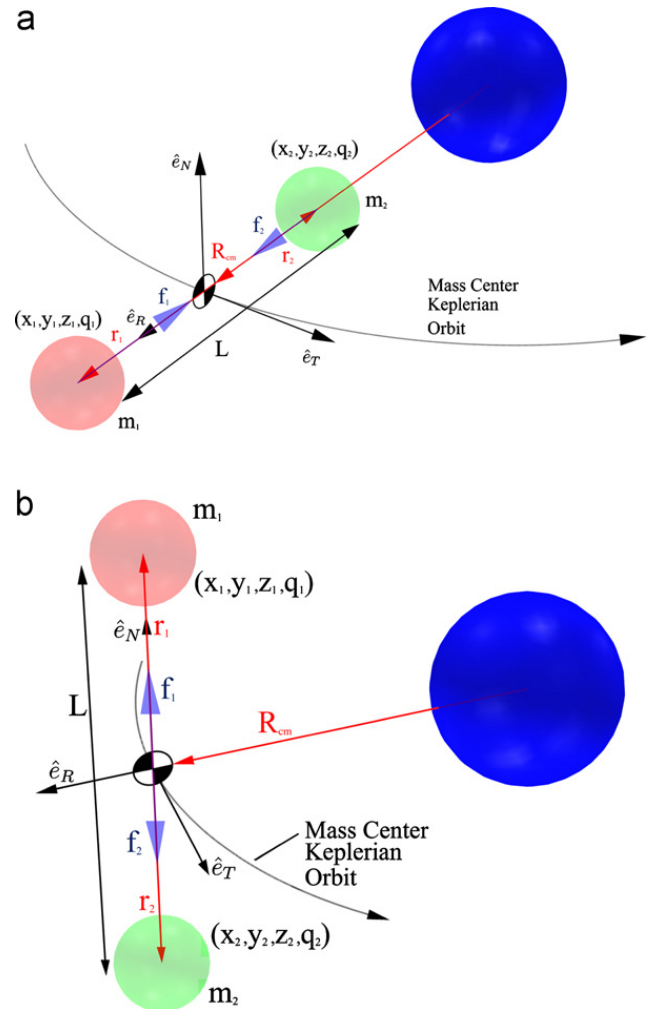 a
(x₂,y₂,z₂,q₂)
ê_N
m₂
f₂
R_cm
r₂
f₁
(x₁,y₁,z₁,q₁)
ê_R
r₁
L
ê_T
Mass Center
Keplerian
Orbit
m₁
b
m₁
(x₁,y₁,z₁,q₁)
ê_N
r₁
f₁
L
R_cm
ê_R
f₂
ê_T
Mass Center
Keplerian
Orbit
r₂
(x₂,y₂,z₂,q₂)
m₂